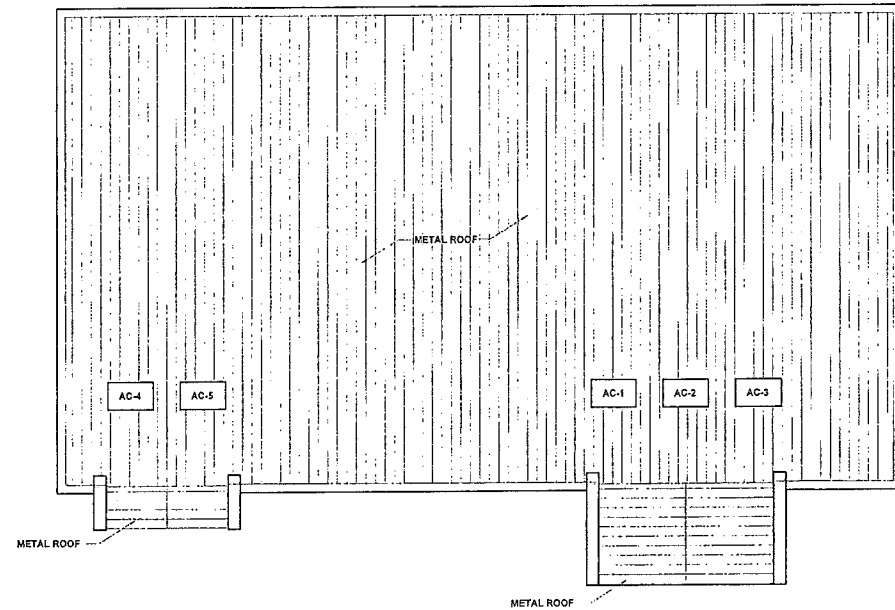 METAL ROOF
AC-4
AC-5
AC-1
AC-2
AC-3
METAL ROOF
METAL ROOF